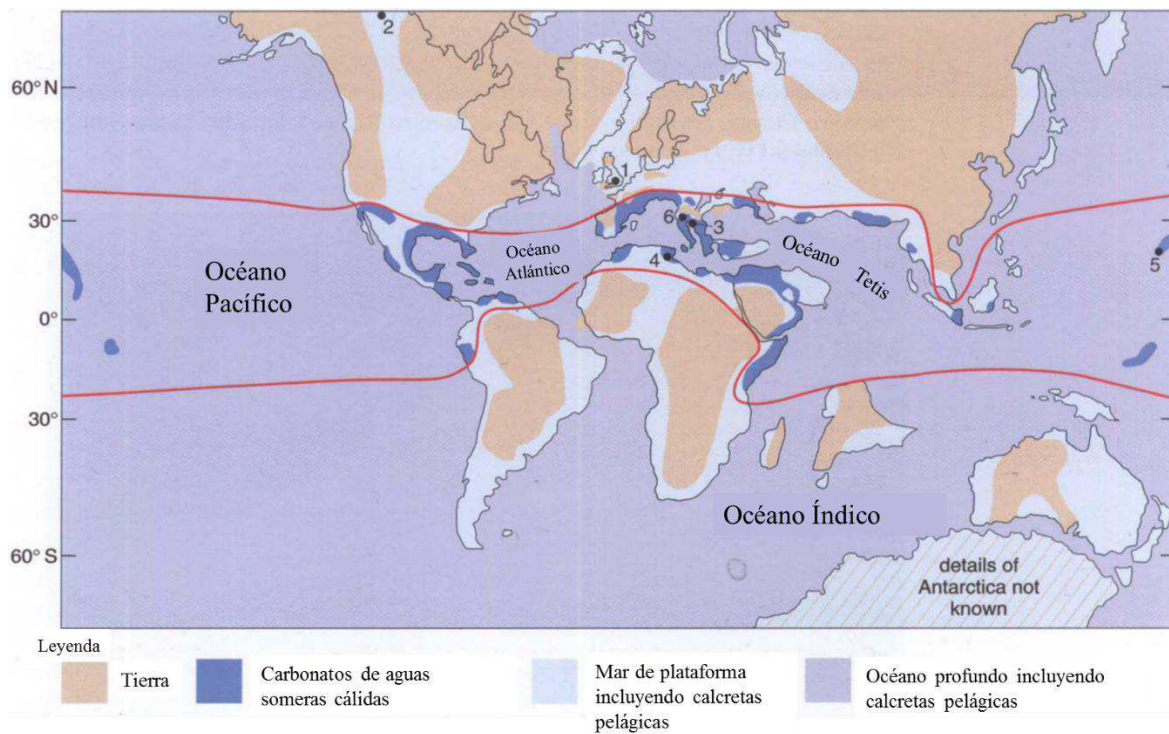 2
60° N
1
30°
6
3
Océano
Atlántico
Océano
Tetis
4
5
Océano
Pacífico
0°
30°
Océano Índico
60° S
details of
Antarctica not
known
Leyenda
Tierra
Carbonatos de aguas
someras cálidas
Mar de plataforma
incluyendo calcretas
pelágicas
Océano profundo incluyendo
calcretas pelágicas